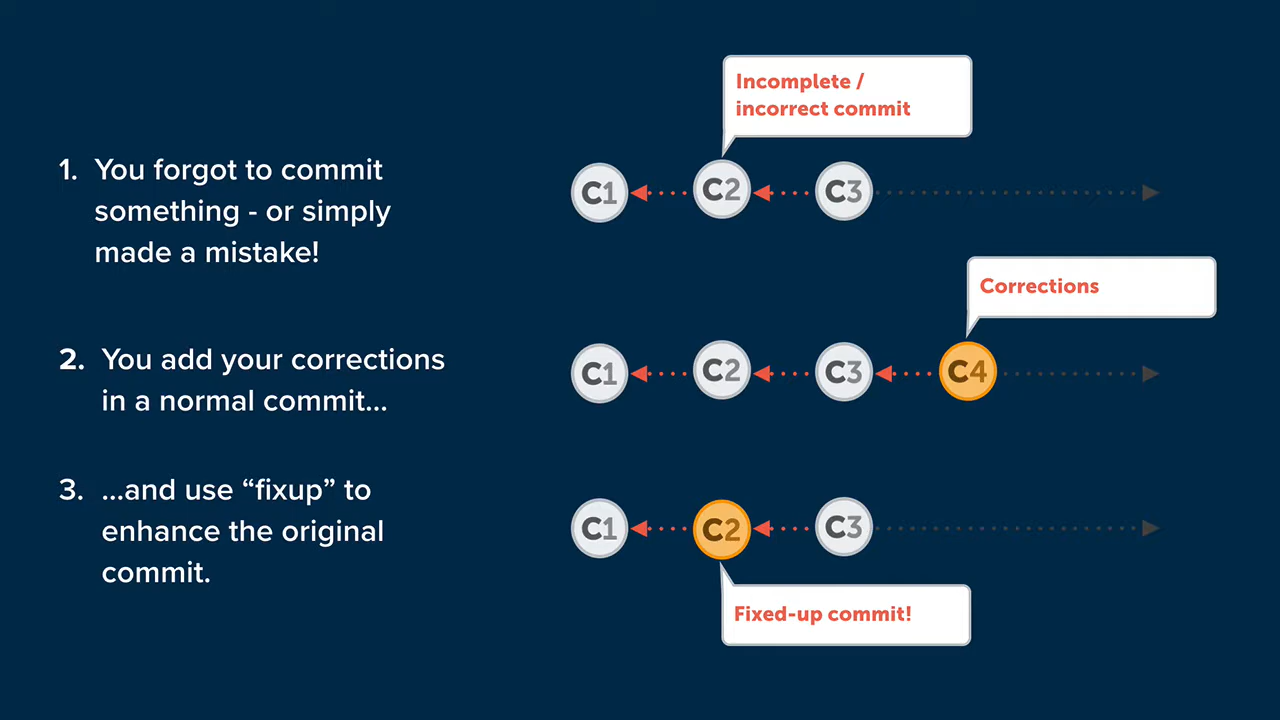 1. You forgot to commit
something - or simply
made a mistake!
Incomplete /
incorrect commit
C1
C2
C3
2. You add your corrections
in a normal commit...
Corrections
C1
C2
C3
C4
3. ...and use “fixup” to
enhance the original
commit.
C1
C2
C3
Fixed-up commit!